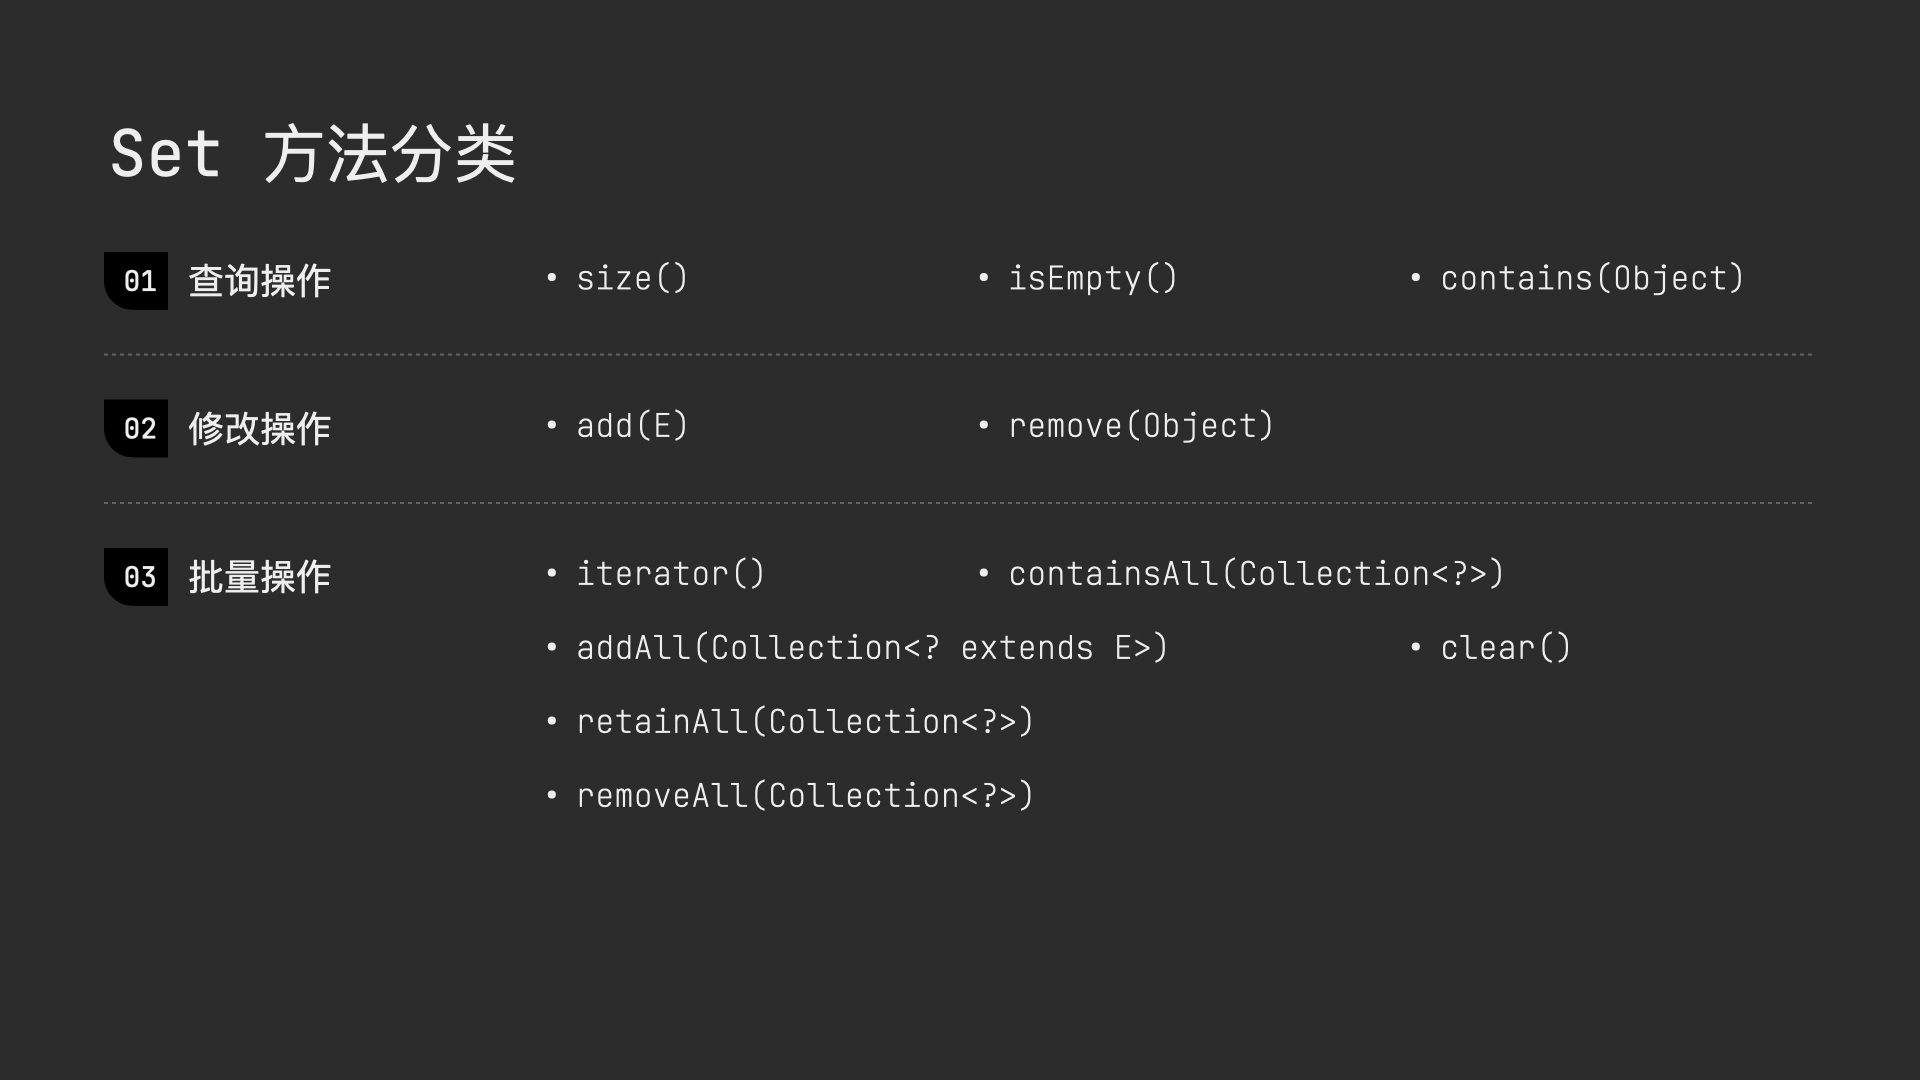 Set 方法分类
01 查询操作 • size() • isEmpty() • contains(Object)
02 修改操作 • add(E) • remove(Object)
03 批量操作 • iterator() • containsAll(Collection<?>)
• addAll(Collection<? extends E>) • clear()
• retainAll(Collection<?>)
• removeAll(Collection<?>)